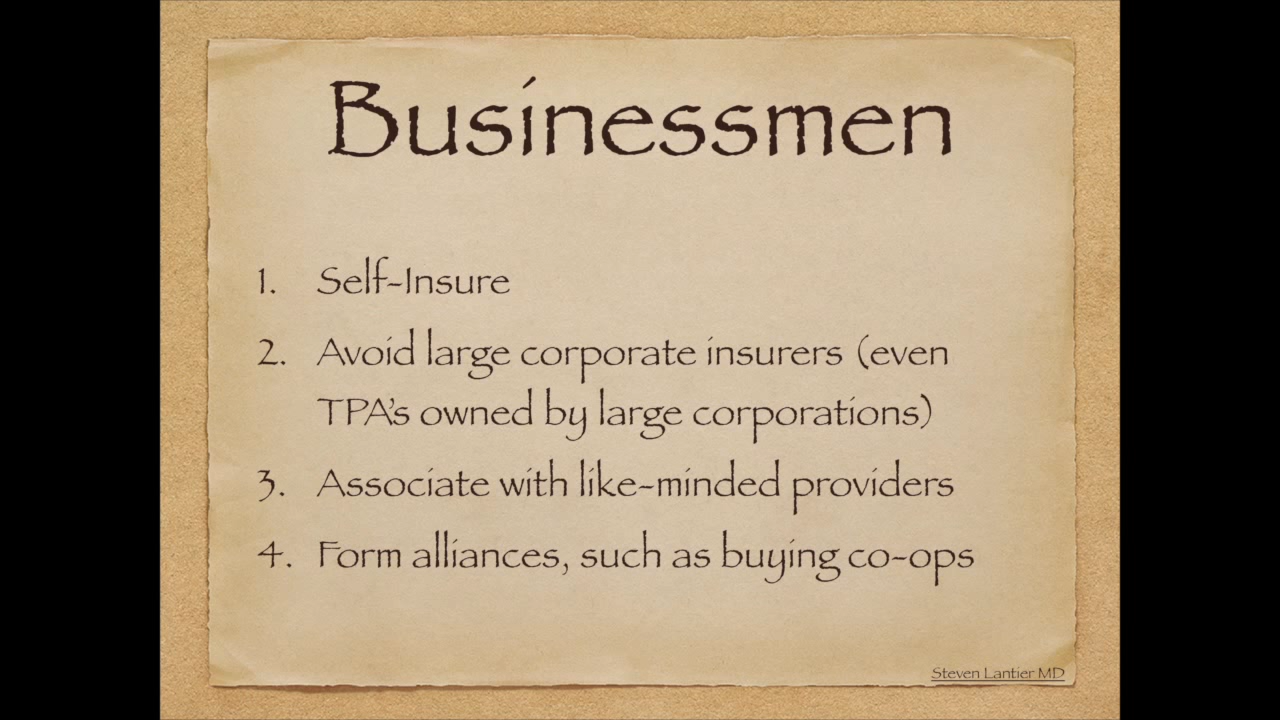 Businessmen
1. Self-Insure
2. Avoid large corporate insurers (even
TPA's owned by large corporations)
3. Associate with like-minded providers
4. Form alliances, such as buying co-ops
Steven Lantier MD